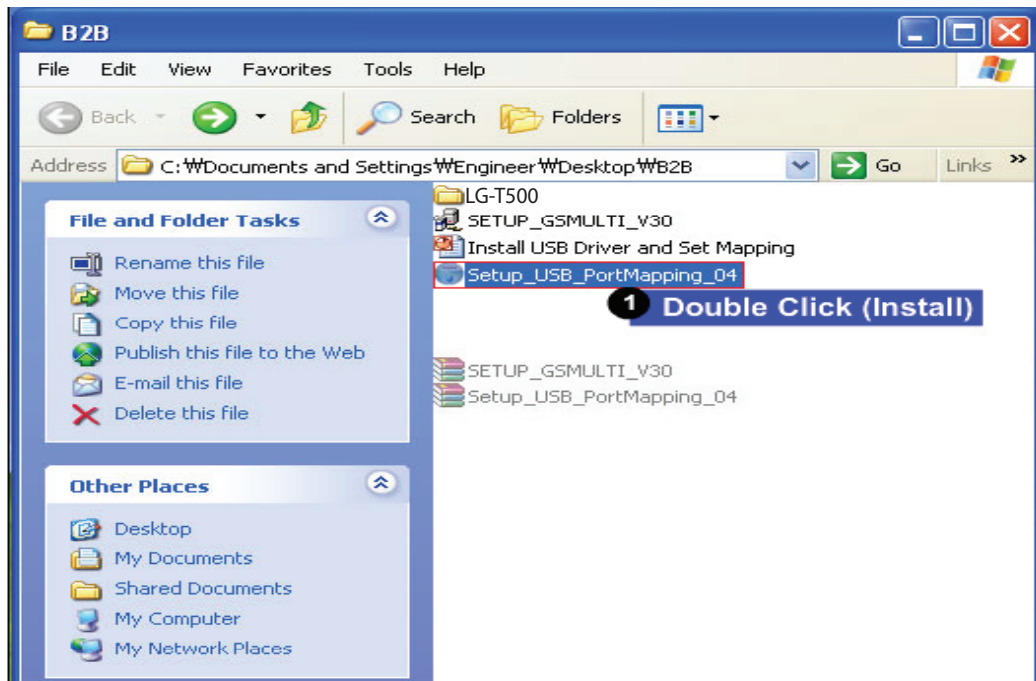 B2B
File Edit View Favorites Tools Help
Back Search Folders
Address C:₩Documents and Settings₩Engineer₩Desktop₩B2B Go Links »
File and Folder Tasks
Rename this file
Move this file
Copy this file
Publish this file to the Web
E-mail this file
Delete this file
Other Places
Desktop
My Documents
Shared Documents
My Computer
My Network Places
LG-T500
SETUP_GSMULTI_V30
Install USB Driver and Set Mapping
Setup_USB_PortMapping_04
1 Double Click (Install)
SETUP_GSMULTI_V30
Setup_USB_PortMapping_04